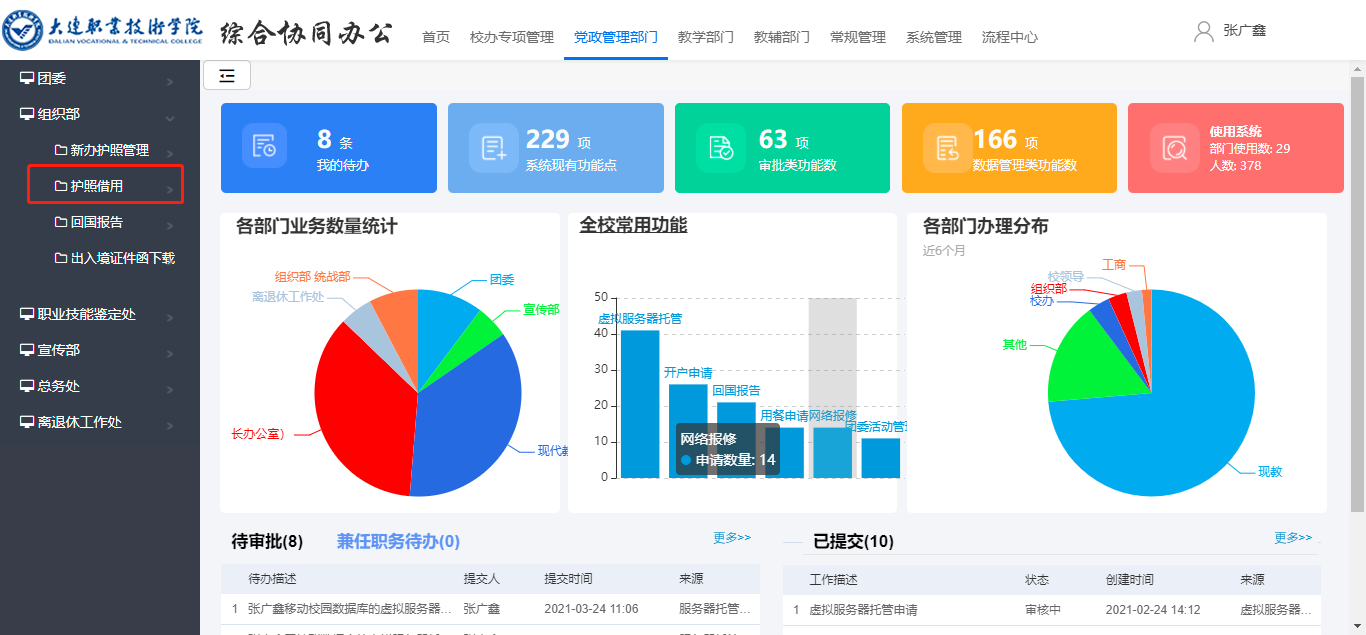 大连职业技术学院
DALIAN VOCATIONAL & TECHNICAL COLLEGE
综合协同办公
首页 校办专项管理 党政管理部门 教学部门 教辅部门 常规管理 系统管理 流程中心
张广鑫
团委
组织部
新办护照管理
护照借用
回国报告
出入境证件函下载
职业技能鉴定处
宣传部
总务处
离退休工作处
8 条
我的待办
229 项
系统现有功能点
63 项
审批类功能数
166 项
数据管理类功能数
使用系统
部门使用数: 29
人数: 378
各部门业务数量统计
组织部 统战部
团委
离退休工作处
宣传部
长办公室）
现代教
全校常用功能
50
虚拟服务器托管
40
开户申请
30
回国报告
20
用餐申请
网络报修
团委活动管理
10
网络报修
申请数量: 14
0
各部门办理分布
近6个月
工商
校领导
组织部
校办
其他
现教
待审批(8) 兼任职务待办(0) 更多>>
待办描述 提交人 提交时间 来源
1 张广鑫移动校园数据库的虚拟服务器... 张广鑫 2021-03-24 11:06 服务器托管...
已提交(10) 更多>>
工作描述 状态 创建时间 来源
1 虚拟服务器托管申请 审核中 2021-02-24 14:12 虚拟服务器...